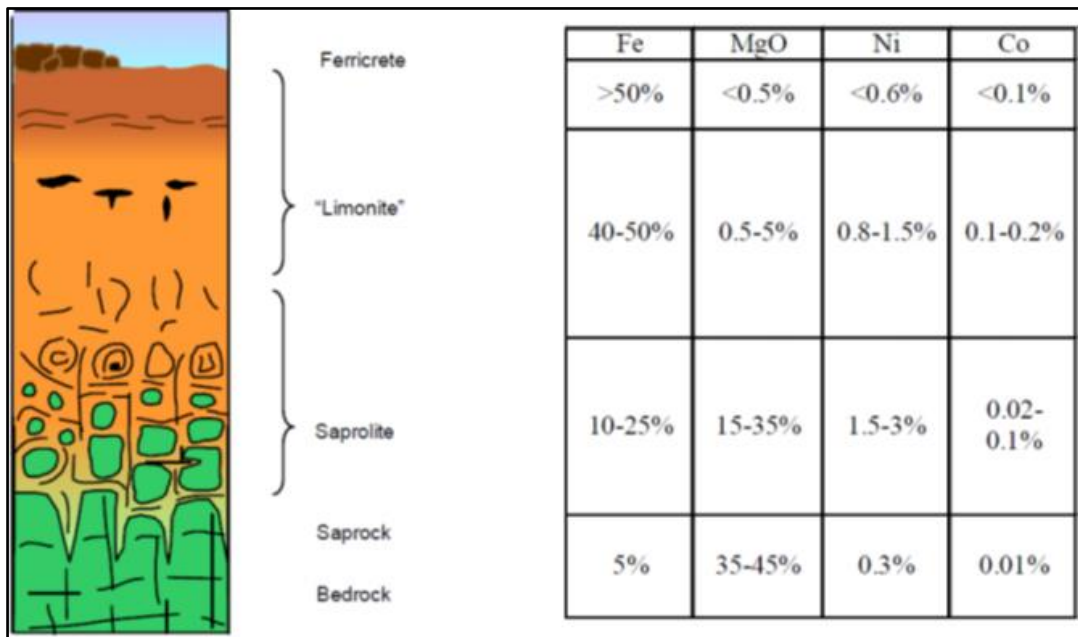 Ferricrete
"Limonite"
Saprolite
Saprock
Bedrock
Fe MgO Ni Co
>50% <0.5% <0.6% <0.1%
40-50% 0.5-5% 0.8-1.5% 0.1-0.2%
10-25% 15-35% 1.5-3% 0.02-
0.1%
5% 35-45% 0.3% 0.01%